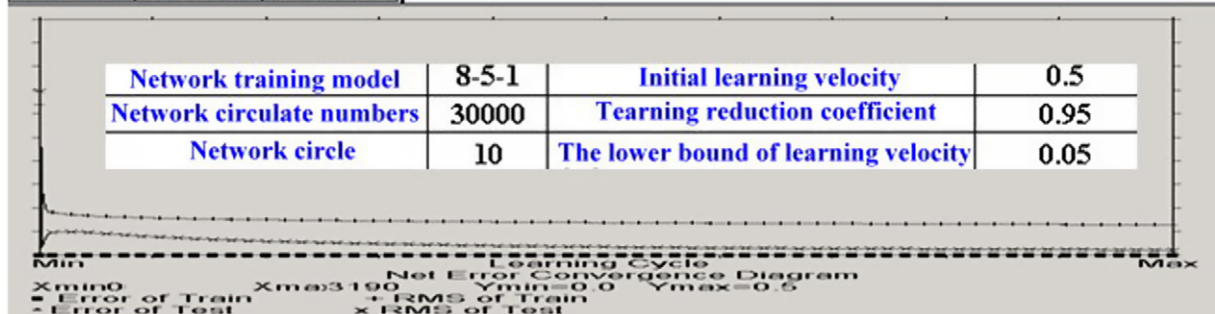 Network training model 8-5-1 Initial learning velocity 0.5
Network circulate numbers 30000 Tearning reduction coefficient 0.95
Network circle 10 The lower bound of learning velocity 0.05
Min Learning Cycle Max
Net Error Convergence Diagram
Xmin0 Xmax3190 Ymin=0.0 Ymax=0.5
Error of Train + RMS of Train
Error of Test x RMS of Test